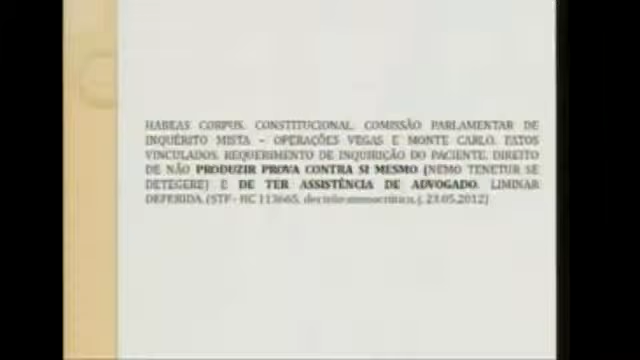 HABEAS CORPUS. CONSTITUCIONAL. COMISSÃO PARLAMENTAR DE
INQUÉRITO MISTA – OPERAÇÕES VEGAS E MONTE CARLO. FATOS
VINCULADOS. REQUERIMENTO DE INQUIRIÇÃO DO PACIENTE. DIREITO
DE NÃO PRODUZIR PROVA CONTRA SI MESMO (NEMO TENETUR SE
DETEGERE) E DE TER ASSISTÊNCIA DE ADVOGADO. LIMINAR
DEFERIDA. (STF - HC 113665, decisão monocrática, j. 23.05.2012)